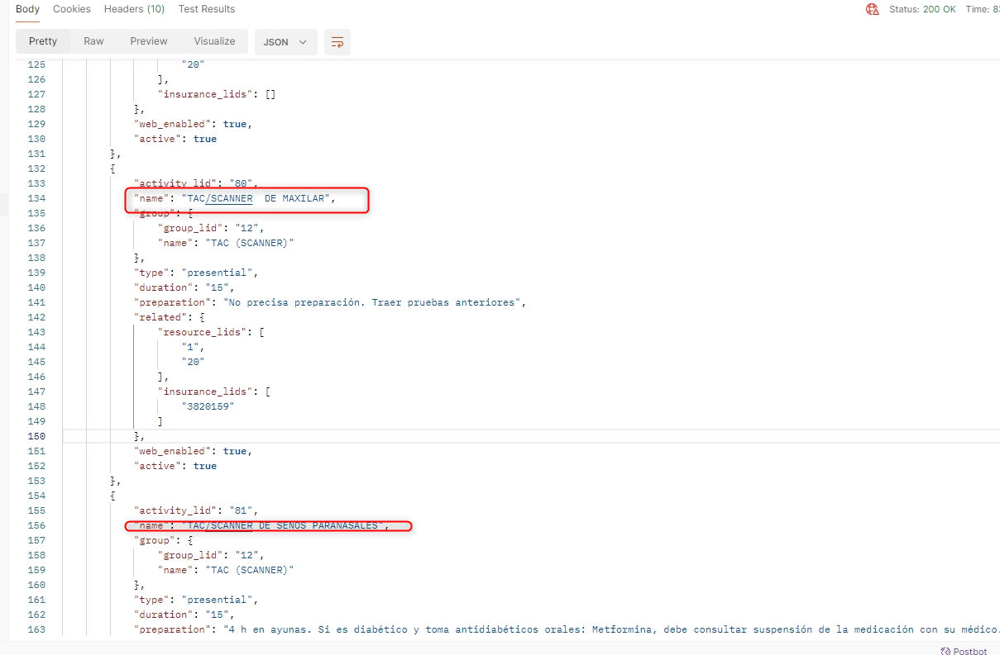 Body Cookies Headers (10) Test Results Status: 200 OK Time:
Pretty Raw Preview Visualize JSON
125 "20"
126 ],
127 "insurance_lids": []
128 },
129 "web_enabled": true,
130 "active": true
131 },
132 {
133 "activity_lid": "80",
134 "name": "TAC/SCANNER  DE MAXILAR",
135 "group": {
136 "group_lid": "12",
137 "name": "TAC (SCANNER)"
138 },
139 "type": "presential",
140 "duration": "15",
141 "preparation": "No precisa preparación. Traer pruebas anteriores",
142 "related": {
143 "resource_lids": [
144 "1",
145 "20"
146 ],
147 "insurance_lids": [
148 "3820159"
149 ]
150 },
151 "web_enabled": true,
152 "active": true
153 },
154 {
155 "activity_lid": "81",
156 "name": "TAC/SCANNER DE SENOS PARANASALES",
157 "group": {
158 "group_lid": "12",
159 "name": "TAC (SCANNER)"
160 },
161 "type": "presential",
162 "duration": "15",
163 "preparation": "4 h en ayunas. Si es diabético y toma antidiabéticos orales: Metformina, debe consultar suspensión de la medicación con su médico.
Postbot